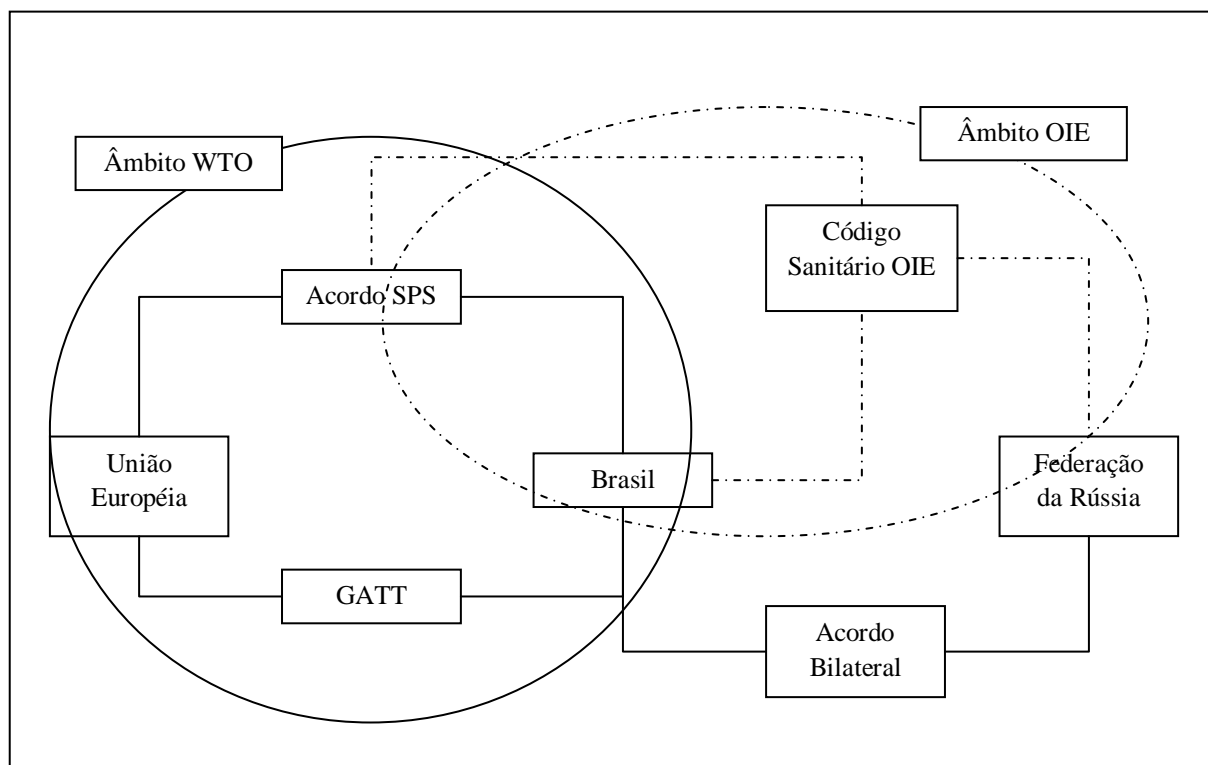 Âmbito WTO
Âmbito OIE
Código
Sanitário OIE
Acordo SPS
União
Européia
Brasil
Federação
da Rússia
GATT
Acordo
Bilateral